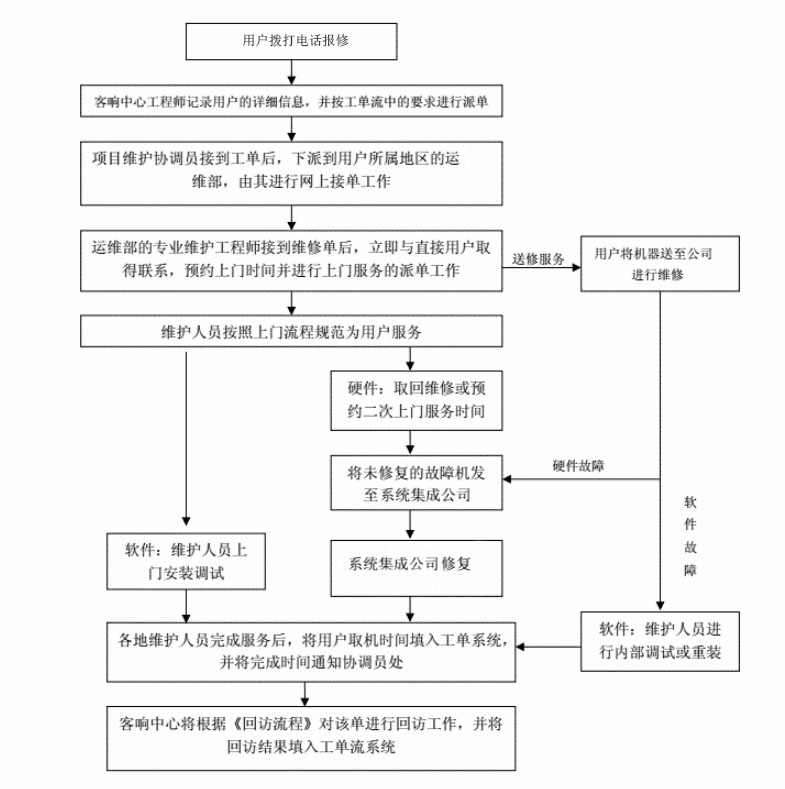 用户拨打电话报修
客响中心工程师记录用户的详细信息，并按工单流中的要求进行派单
项目维护协调员接到工单后，下派到用户所属地区的运
维部，由其进行网上接单工作
运维部的专业维护工程师接到维修单后，立即与直接用户取
得联系，预约上门时间并进行上门服务的派单工作
送修服务
用户将机器送至公司
进行维修
维护人员按照上门流程规范为用户服务
硬件：取回维修或预
约二次上门服务时间
将未修复的故障机发
至系统集成公司
硬件故障
软
件
故
障
软件：维护人员上
门安装调试
系统集成公司修复
各地维护人员完成服务后，将用户取机时间填入工单系统，
并将完成时间通知协调员处
软件：维护人员进
行内部调试或重装
客响中心将根据《回访流程》对该单进行回访工作，并将
回访结果填入工单流系统